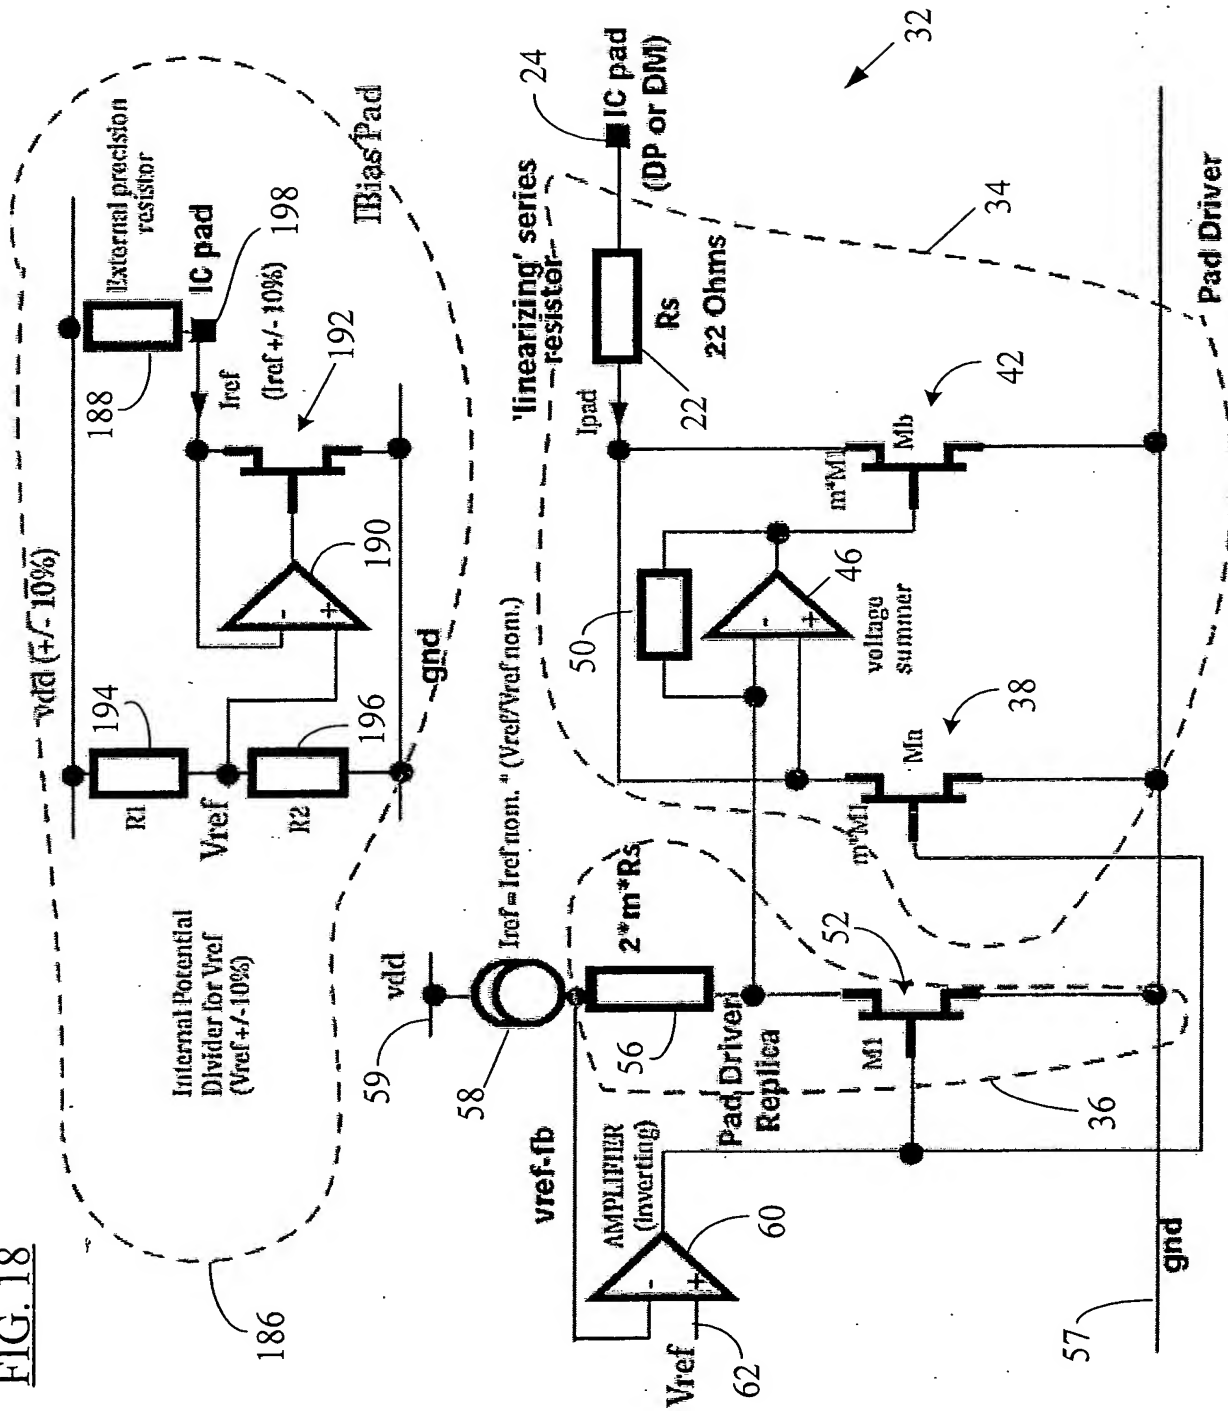 FIG. 18
186
vdd (+/- 10%)
194
R1
Vref
R2
196
Internal Potential
Divider for Vref
(Vref +/- 10%)
gnd
-
+
190
188
External precision
resistor
IC pad
198
Iref
(Iref +/- 10%)
192
IBias Pad
32
vdd
59
58
Iref = Iref nom. * (Vref/Vref nom.)
vref-fb
AMPLIFIER
(inverting)
-
+
60
Vref
62
2*m*Rs
56
Pad Driver
Replica
52
M1
36
57
gnd
50
-
+
46
voltage
summer
m*M1
Ma
38
'linearizing' series
resistor
Ipad
22
Rs
22 Ohms
24
IC pad
(DP or DM)
34
m*M1
Mb
42
Pad Driver